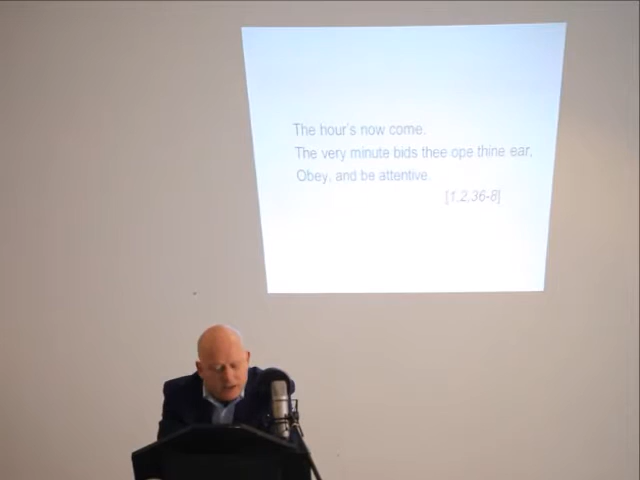 The hour's now come.
The very minute bids thee ope thine ear,
Obey, and be attentive.
[1.2.36-8]